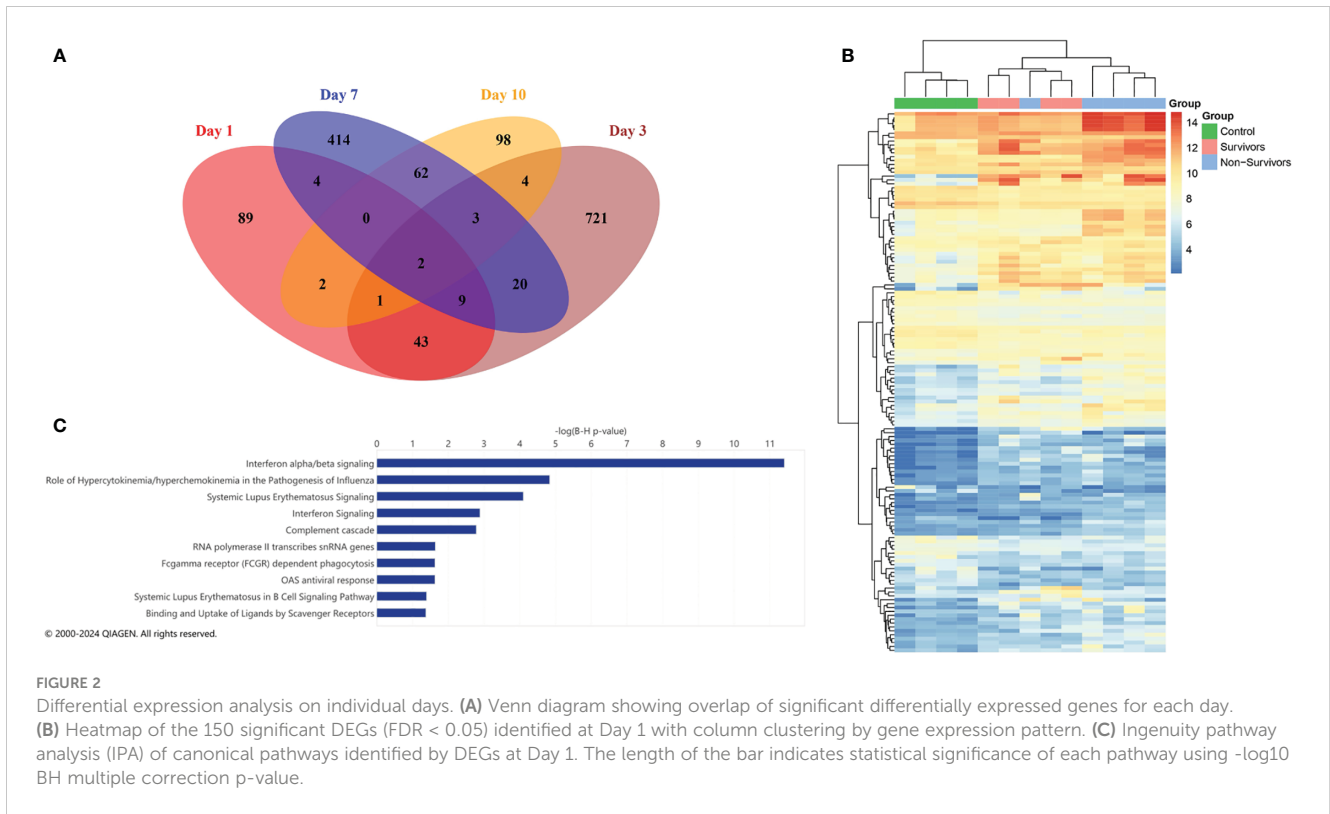 A
Day 1
Day 7
Day 10
Day 3
414
98
4
62
4
89
0
3
721
2
2
1
9
20
43
B
Group
Group
Control
Survivors
Non-Survivors
14
12
10
8
6
4
C
-log(B-H p-value)
0 1 2 3 4 5 6 7 8 9 10 11
Interferon alpha/beta signaling
Role of Hypercytokinemia/hyperchemokinemia in the Pathogenesis of Influenza
Systemic Lupus Erythematosus Signaling
Interferon Signaling
Complement cascade
RNA polymerase II transcribes snRNA genes
Fcgamma receptor (FCGR) dependent phagocytosis
OAS antiviral response
Systemic Lupus Erythematosus in B Cell Signaling Pathway
Binding and Uptake of Ligands by Scavenger Receptors
© 2000-2024 QIAGEN. All rights reserved.
FIGURE 2
Differential expression analysis on individual days. (A) Venn diagram showing overlap of significant differentially expressed genes for each day.
(B) Heatmap of the 150 significant DEGs (FDR < 0.05) identified at Day 1 with column clustering by gene expression pattern. (C) Ingenuity pathway
analysis (IPA) of canonical pathways identified by DEGs at Day 1. The length of the bar indicates statistical significance of each pathway using -log10
BH multiple correction p-value.